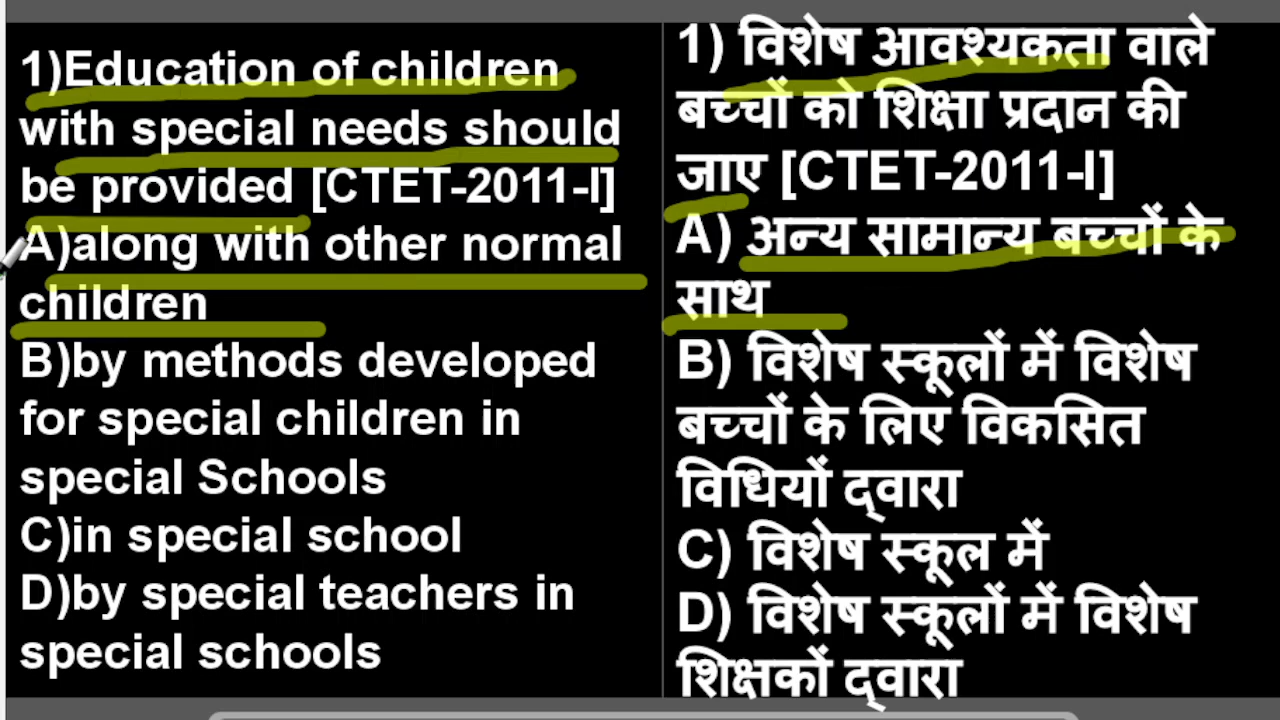 1)Education of children
with special needs should
be provided [CTET-2011-I]
A)along with other normal
children
B)by methods developed
for special children in
special Schools
C)in special school
D)by special teachers in
special schools
1) विशेष आवश्यकता वाले
बच्चों को शिक्षा प्रदान की
जाए [CTET-2011-I]
A) अन्य सामान्य बच्चों के
साथ
B) विशेष स्कूलों में विशेष
बच्चों के लिए विकसित
विधियों द्वारा
C) विशेष स्कूल में
D) विशेष स्कूलों में विशेष
शिक्षकों द्वारा